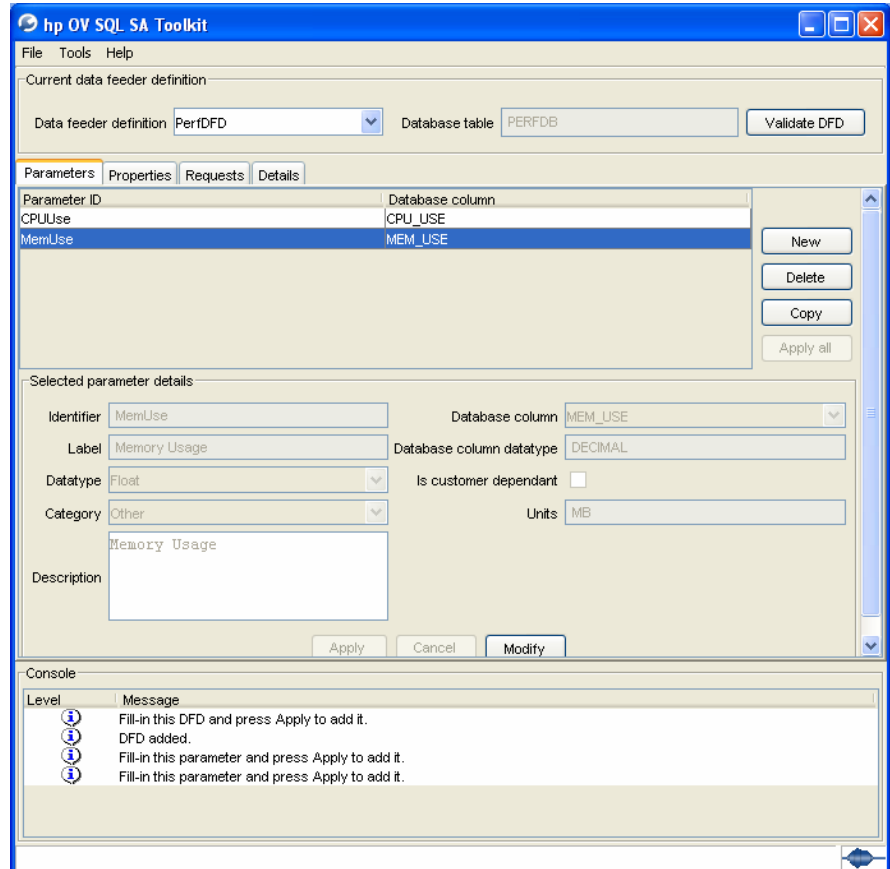 hp OV SQL SA Toolkit
File Tools Help
Current data feeder definition
Data feeder definition PerfDFD Database table PERFDB Validate DFD
Parameters Properties Requests Details
Parameter ID Database column
CPUUse CPU_USE
MemUse MEM_USE
New
Delete
Copy
Apply all
Selected parameter details
Identifier MemUse Database column MEM_USE
Label Memory Usage Database column datatype DECIMAL
Datatype Float Is customer dependant
Category Other Units MB
Description Memory Usage
Apply Cancel Modify
Console
Level Message
Fill-in this DFD and press Apply to add it.
DFD added.
Fill-in this parameter and press Apply to add it.
Fill-in this parameter and press Apply to add it.